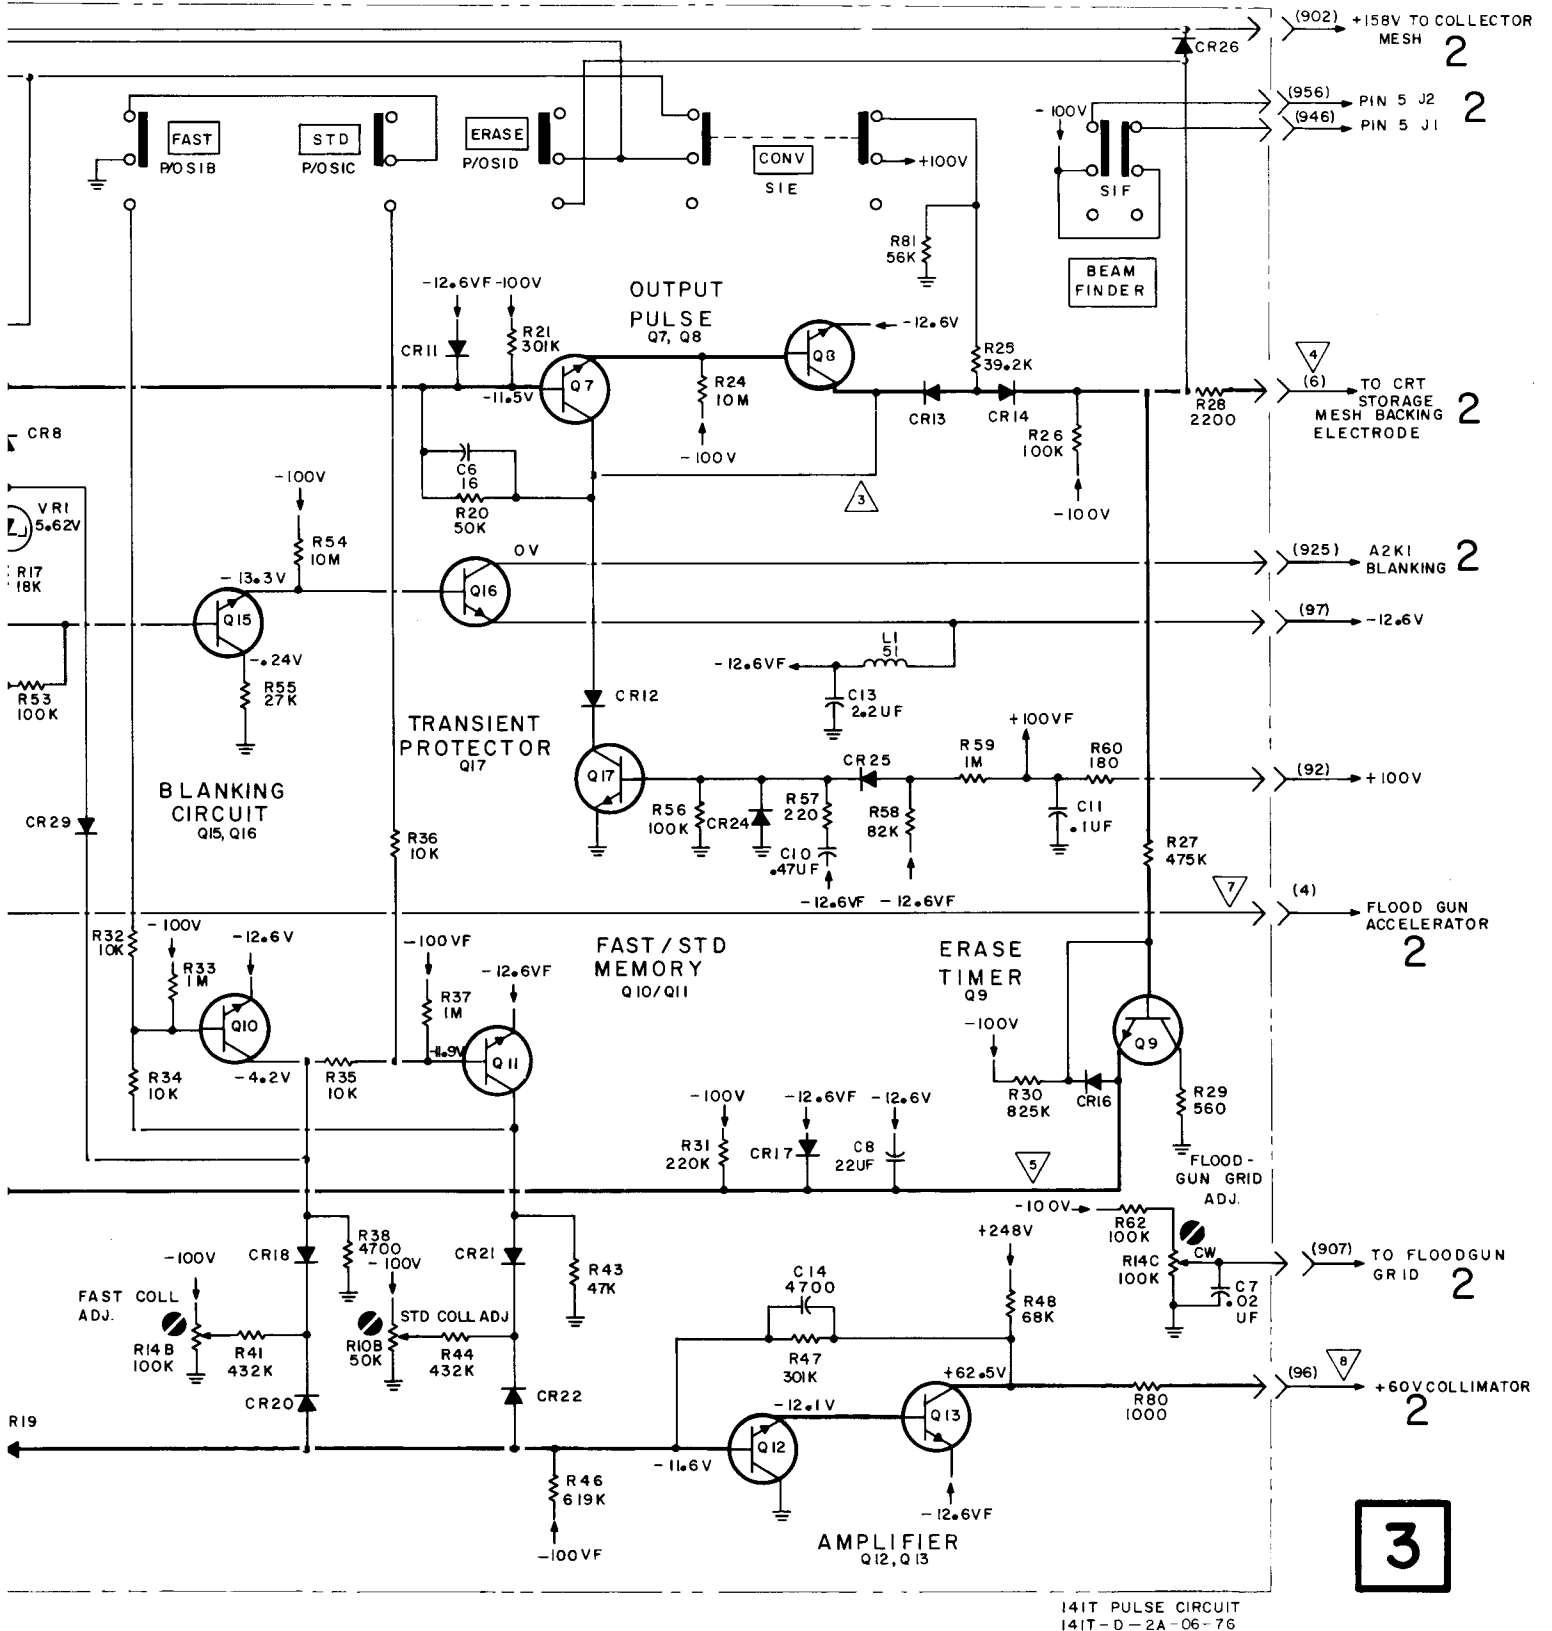 (902)
+158V TO COLLECTOR
MESH 2
CR26
(956)
PIN 5 J2
2
(946)
PIN 5 J1
-100V
FAST
P/OS1B
STD
P/OS1C
ERASE
P/OS1D
CONV
S1E
+100V
S1F
R81
56K
BEAM
FINDER
-12.6VF
-100V
OUTPUT
PULSE
Q7, Q8
-12.6V
R21
301K
CR11
Q7
-11.5V
Q8
R24
10M
-100V
R25
39.2K
CR13
CR14
R26
100K
-100V
R28
2200
4
(6)
TO CRT
STORAGE
MESH BACKING
ELECTRODE
2
CR8
C6
16
R20
50K
3
-100V
VR1
5.62V
R54
10M
R17
18K
-13.3V
Q15
Q16
0V
(925)
A2K1
BLANKING
2
(97)
-12.6V
-.24V
R55
27K
R53
100K
L1
51
-12.6VF
C13
2.2UF
CR12
TRANSIENT
PROTECTOR
Q17
+100VF
CR25
R59
1M
R60
180
(92)
+100V
Q17
R56
100K
CR24
R57
220
R58
82K
C11
.1UF
C10
.47UF
-12.6VF
-12.6VF
BLANKING
CIRCUIT
Q15, Q16
CR29
R36
10K
R27
475K
7
(4)
FLOOD GUN
ACCELERATOR
2
R32
10K
-100V
-12.6V
R33
1M
Q10
-4.2V
R34
10K
R35
10K
-100VF
R37
1M
-11.9V
-12.6VF
Q11
FAST/STD
MEMORY
Q10/Q11
ERASE
TIMER
Q9
-100V
Q9
R30
825K
CR16
R29
560
-100V
R31
220K
-12.6VF
CR17
-12.6V
C8
22UF
5
FLOOD-
GUN GRID
ADJ.
-100V
R62
100K
R14C
100K
CW
C7
.02
UF
(907)
TO FLOODGUN
GRID
2
R38
4700
-100V
CR18
-100V
CR21
R43
47K
FAST COLL
ADJ.
R14B
100K
R41
432K
STD COLL ADJ
R10B
50K
R44
432K
C14
4700
R47
301K
+248V
R48
68K
CR20
CR22
+62.5V
R80
1000
(96)
8
+60V COLLIMATOR
2
R19
-12.1V
Q12
Q13
-11.6V
R46
619K
-100VF
-12.6VF
AMPLIFIER
Q12, Q13
3
141T PULSE CIRCUIT
141T-D-2A-06-76